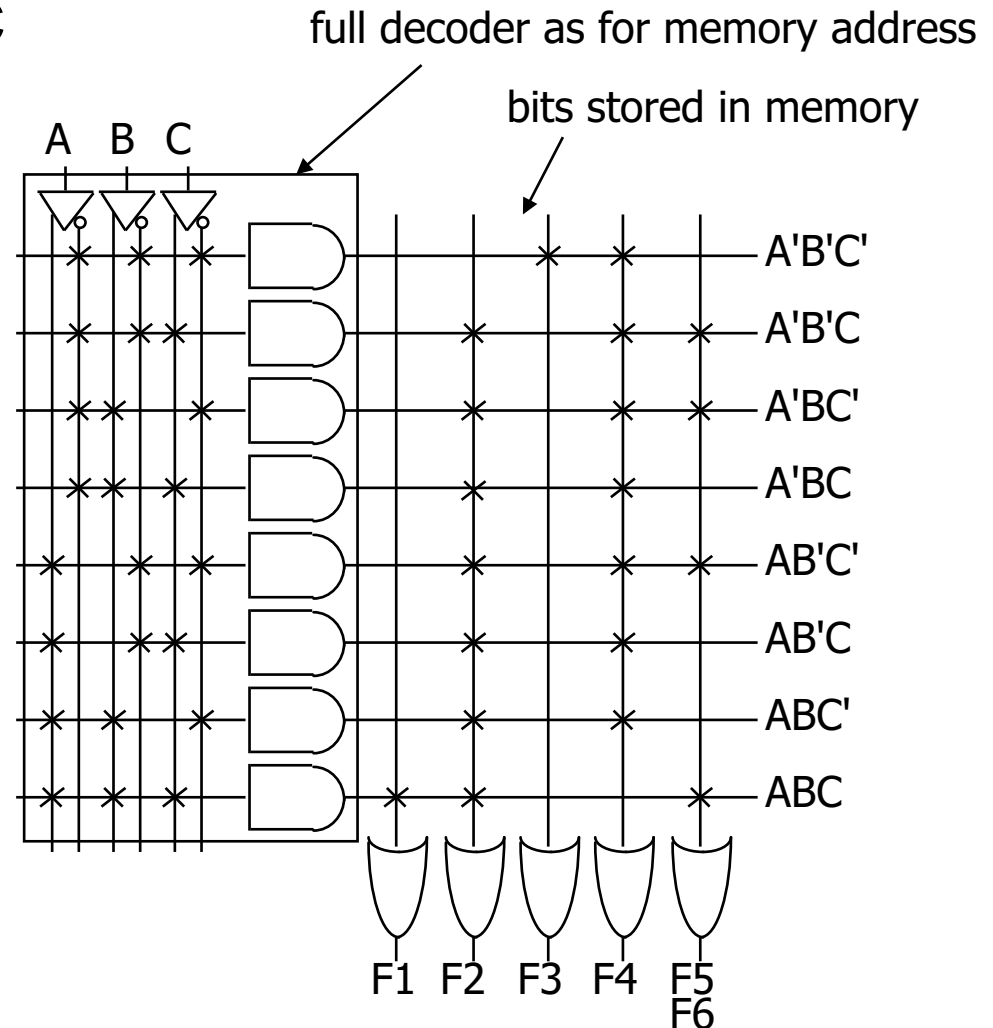 full decoder as for memory address
bits stored in memory
A B C
A'B'C'
A'B'C
A'BC'
A'BC
AB'C'
AB'C
ABC'
ABC
F1 F2 F3 F4 F5
F6